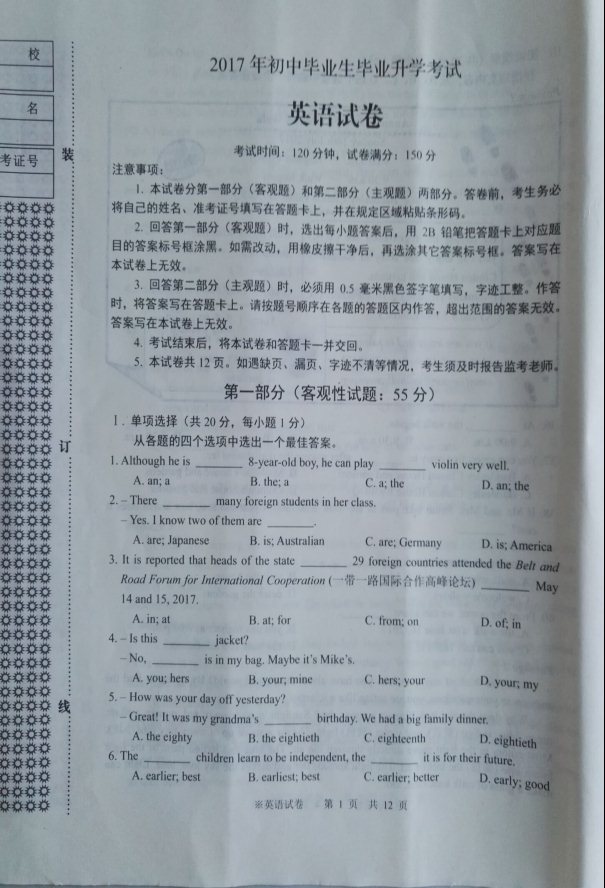 校
名
考证号
装
订
线
2017 年初中毕业生毕业升学考试
英语试卷
考试时间：120 分钟，试卷满分：150 分
注意事项：
1. 本试卷分第一部分（客观题）和第二部分（主观题）两部分。答卷前，考生务必
将自己的姓名、准考证号填写在答题卡上，并在规定区域粘贴条形码。
2. 回答第一部分（客观题）时，选出每小题答案后，用 2B 铅笔把答题卡上对应题
目的答案标号框涂黑。如需改动，用橡皮擦干净后，再选涂其它答案标号框。答案写在
本试卷上无效。
3. 回答第二部分（主观题）时，必须用 0.5 毫米黑色签字笔填写，字迹工整。作答
时，将答案写在答题卡上。请按题号顺序在各题的答题区内作答，超出范围的答案无效。
答案写在本试卷上无效。
4. 考试结束后，将本试卷和答题卡一并交回。
5. 本试卷共 12 页。如遇缺页、漏页、字迹不清等情况，考生须及时报告监考老师。
第一部分（客观性试题：55 分）
Ⅰ. 单项选择（共 20 分，每小题 1 分）
从各题的四个选项中选出一个最佳答案。
1. Although he is ________ 8-year-old boy, he can play ________ violin very well.
A. an; a B. the; a C. a; the D. an; the
2. – There ________ many foreign students in her class.
– Yes. I know two of them are ________.
A. are; Japanese B. is; Australian C. are; Germany D. is; America
3. It is reported that heads of the state ________ 29 foreign countries attended the Belt and
Road Forum for International Cooperation (一带一路国际合作高峰论坛) ________ May
14 and 15, 2017.
A. in; at B. at; for C. from; on D. of; in
4. – Is this ________ jacket?
– No, ________ is in my bag. Maybe it's Mike's.
A. you; hers B. your; mine C. hers; your D. your; my
5. – How was your day off yesterday?
– Great! It was my grandma's ________ birthday. We had a big family dinner.
A. the eighty B. the eightieth C. eighteenth D. eightieth
6. The ________ children learn to be independent, the ________ it is for their future.
A. earlier; best B. earliest; best C. earlier; better D. early; good
※英语试卷 第 1 页 共 12 页